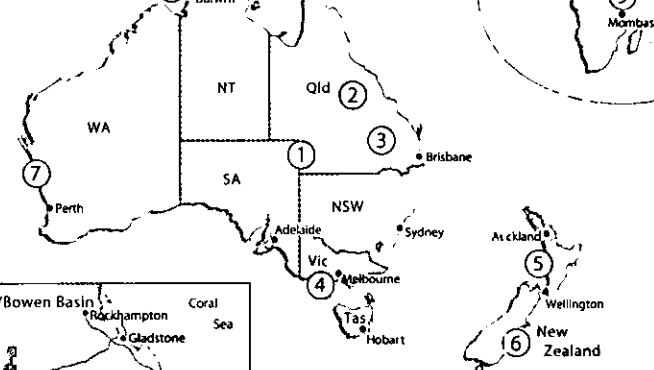 Darwin
Mombas
NT
Qld
2
WA
3
1
Brisbane
7
SA
NSW
Perth
Adelaide
Sydney
Auckland
Vic
5
4
Melbourne
/Bowen Basin
Coral
Wellington
Rockhampton
Tas
Sea
Gladstone
Hobart
6
New
Zealand